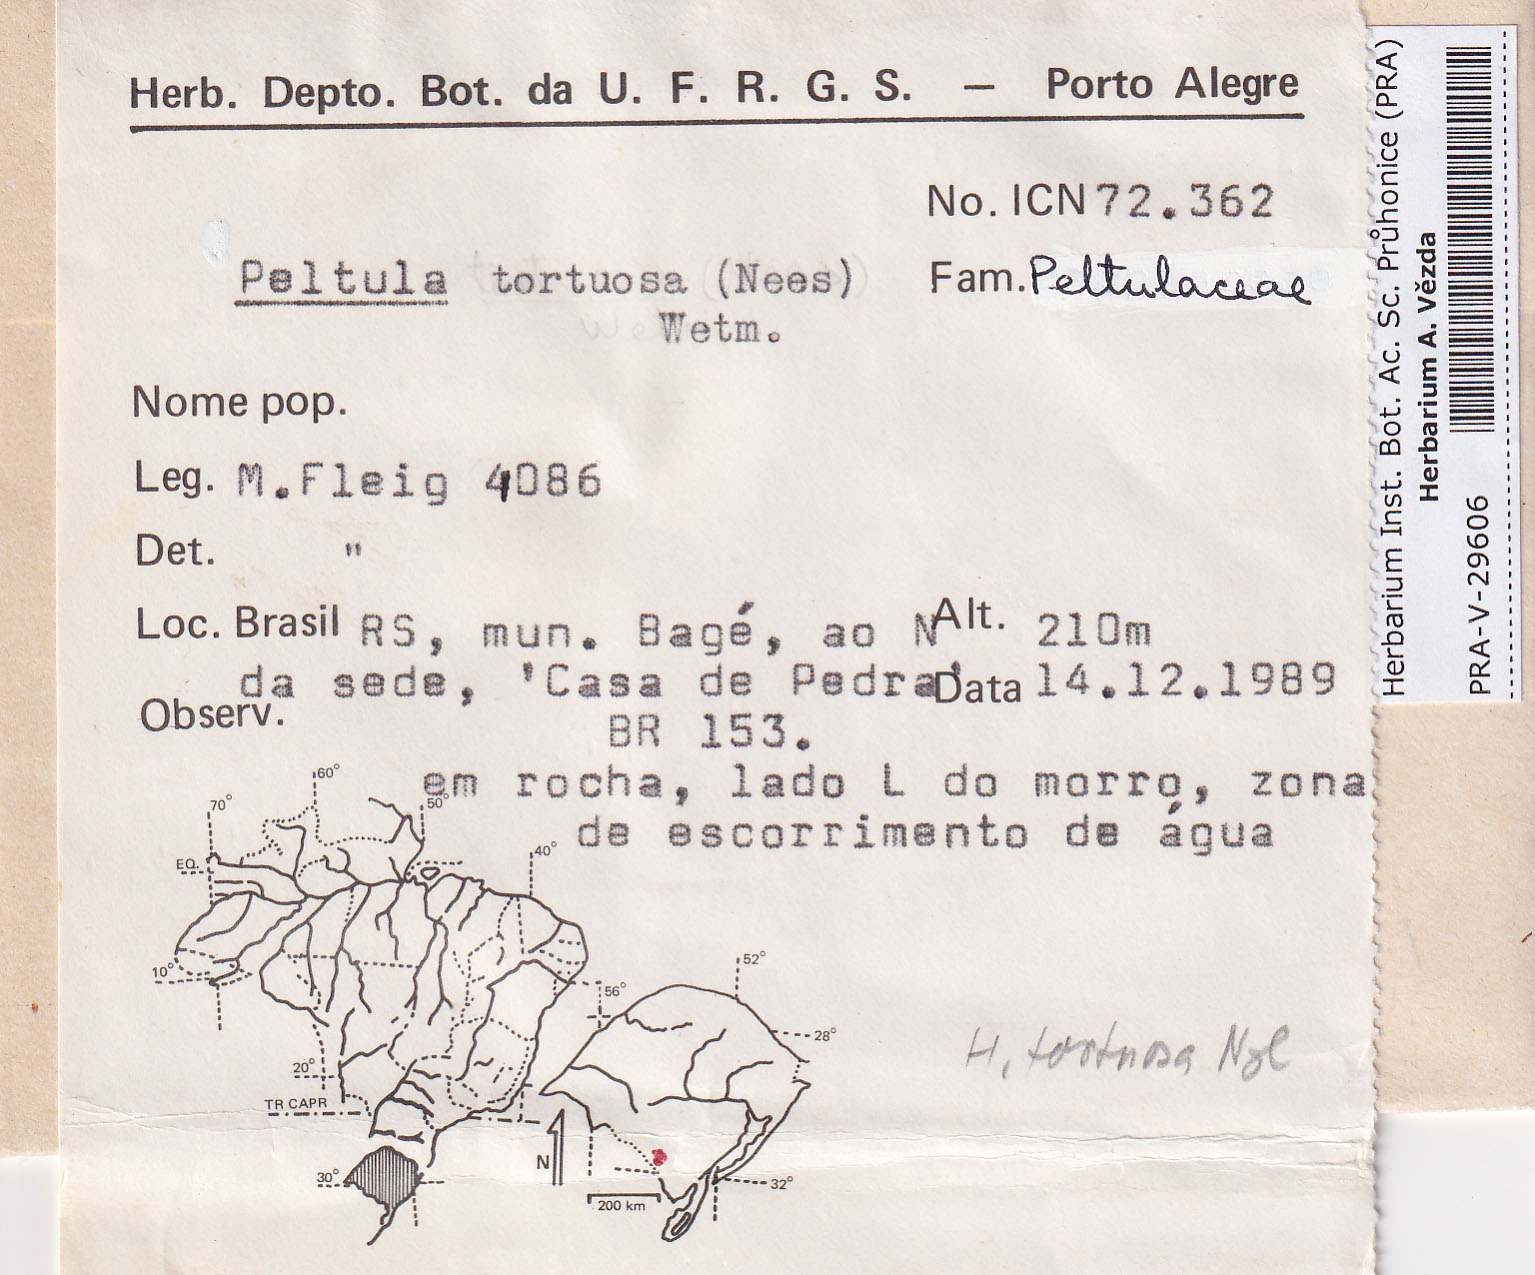 Herb. Depto. Bot. da U. F. R. G. S. — Porto Alegre
No. ICN 72.362
Peltula tortuosa (Nees)
Wetm.
Fam. Peltulaceae
Nome pop.
Leg. M.Fleig 4086
Det. "
Loc. Brasil RS, mun. Bagé, ao N
Alt. 210m
da sede, 'Casa de Pedra'
Data 14.12.1989
Observ.
BR 153.
em rocha, lado L do morro, zona
de escorrimento de água
70°
60°
50°
40°
EQ.
10°
20°
TR CAPR
30°
52°
56°
28°
32°
N
200 km
H. tortuosa Nyl
Herbarium Inst. Bot. Ac. Sc. Průhonice (PRA)
Herbarium A. Vězda
PRA-V-29606